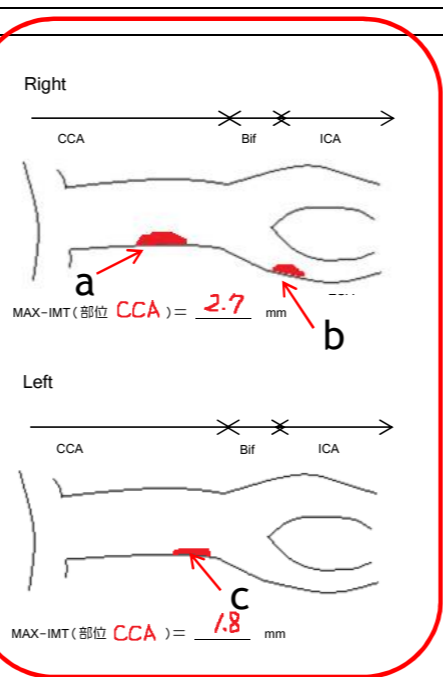 Right
CCA Bif ICA
a
MAX-IMT(部位 CCA )= 2.7 mm
b
Left
CCA Bif ICA
c
MAX-IMT(部位 CCA )= 1.8 mm